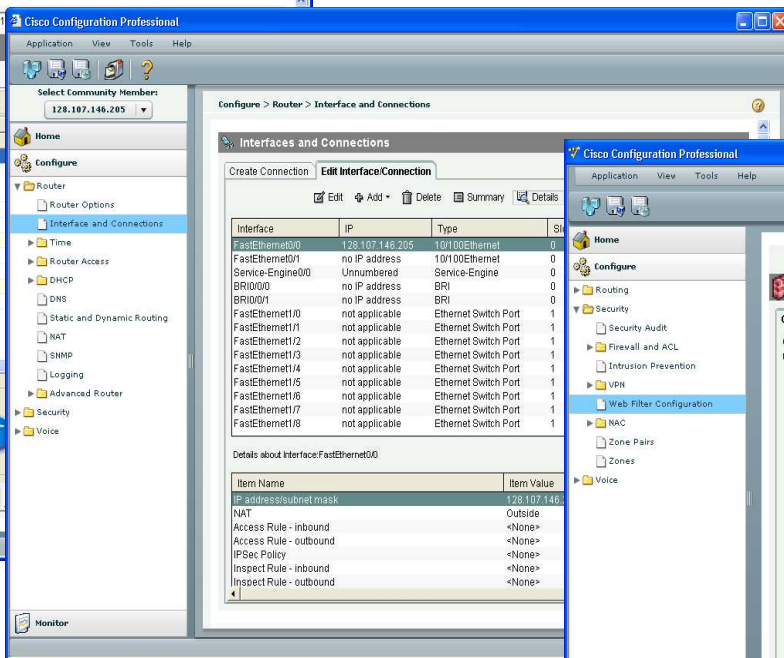 Cisco Configuration Professional
Application View Tools Help
Select Community Member:
128.107.146.205
Home
Configure
Router
Router Options
Interface and Connections
Time
Router Access
DHCP
DNS
Static and Dynamic Routing
NAT
SNMP
Logging
Advanced Router
Security
Voice
Monitor
Configure > Router > Interface and Connections
Interfaces and Connections
Create Connection Edit Interface/Connection
Edit Add Delete Summary Details
Interface IP Type
FastEthernet0/0 128.107.146.205 10/100Ethernet 0
FastEthernet0/1 no IP address 10/100Ethernet 0
Service-Engine0/0 Unnumbered Service-Engine 0
BRI0/0/0 no IP address BRI 0
BRI0/0/1 no IP address BRI 0
FastEthernet1/0 not applicable Ethernet Switch Port 1
FastEthernet1/1 not applicable Ethernet Switch Port 1
FastEthernet1/2 not applicable Ethernet Switch Port 1
FastEthernet1/3 not applicable Ethernet Switch Port 1
FastEthernet1/4 not applicable Ethernet Switch Port 1
FastEthernet1/5 not applicable Ethernet Switch Port 1
FastEthernet1/6 not applicable Ethernet Switch Port 1
FastEthernet1/7 not applicable Ethernet Switch Port 1
FastEthernet1/8 not applicable Ethernet Switch Port 1
Details about Interface:FastEthernet0/0
Item Name Item Value
IP address/subnet mask 128.107.146
NAT Outside
Access Rule - inbound <None>
Access Rule - outbound <None>
IPSec Policy <None>
Inspect Rule - inbound <None>
Inspect Rule - outbound <None>
Cisco Configuration Professional
Application View Tools Help
Home
Configure
Routing
Security
Security Audit
Firewall and ACL
Intrusion Prevention
VPN
Web Filter Configuration
NAC
Zone Pairs
Zones
Voice